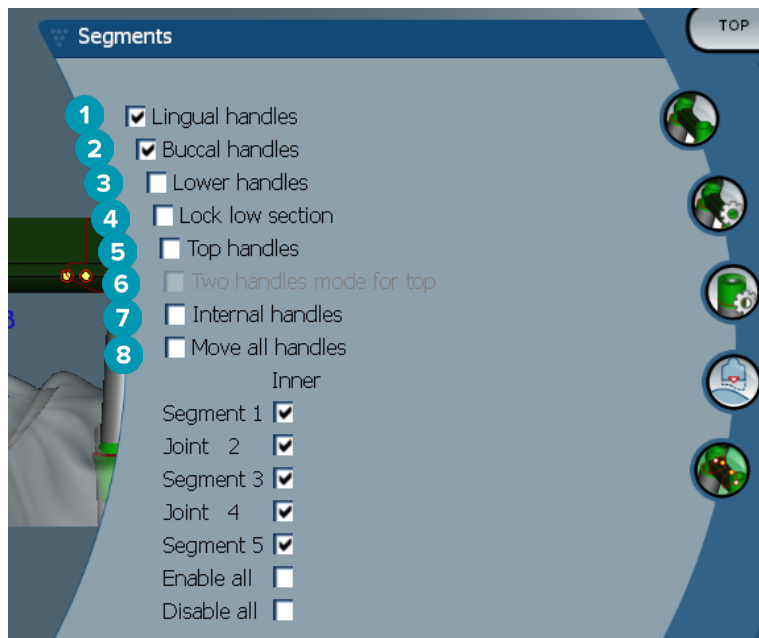 Segments
TOP
1 Lingual handles
2 Buccal handles
3 Lower handles
4 Lock low section
5 Top handles
6 Two handles mode for top
7 Internal handles
8 Move all handles
Inner
Segment 1
Joint 2
Segment 3
Joint 4
Segment 5
Enable all
Disable all